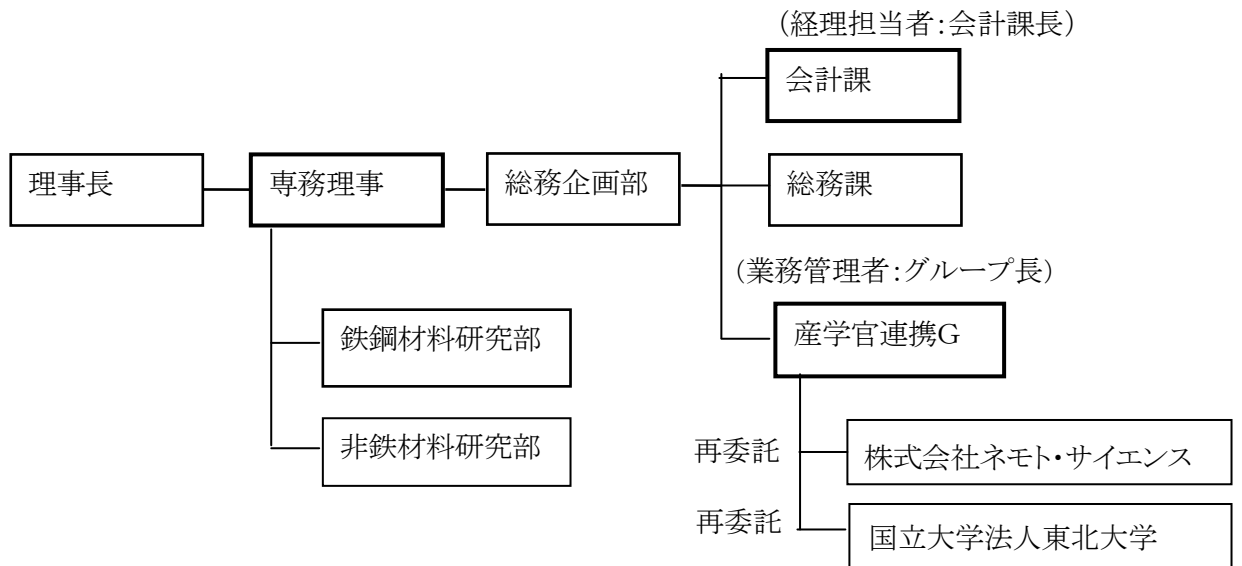 (経理担当者:会計課長)
会計課
理事長
専務理事
総務企画部
総務課
(業務管理者:グループ長)
産学官連携G
鉄鋼材料研究部
非鉄材料研究部
再委託
株式会社ネモト・サイエンス
再委託
国立大学法人東北大学